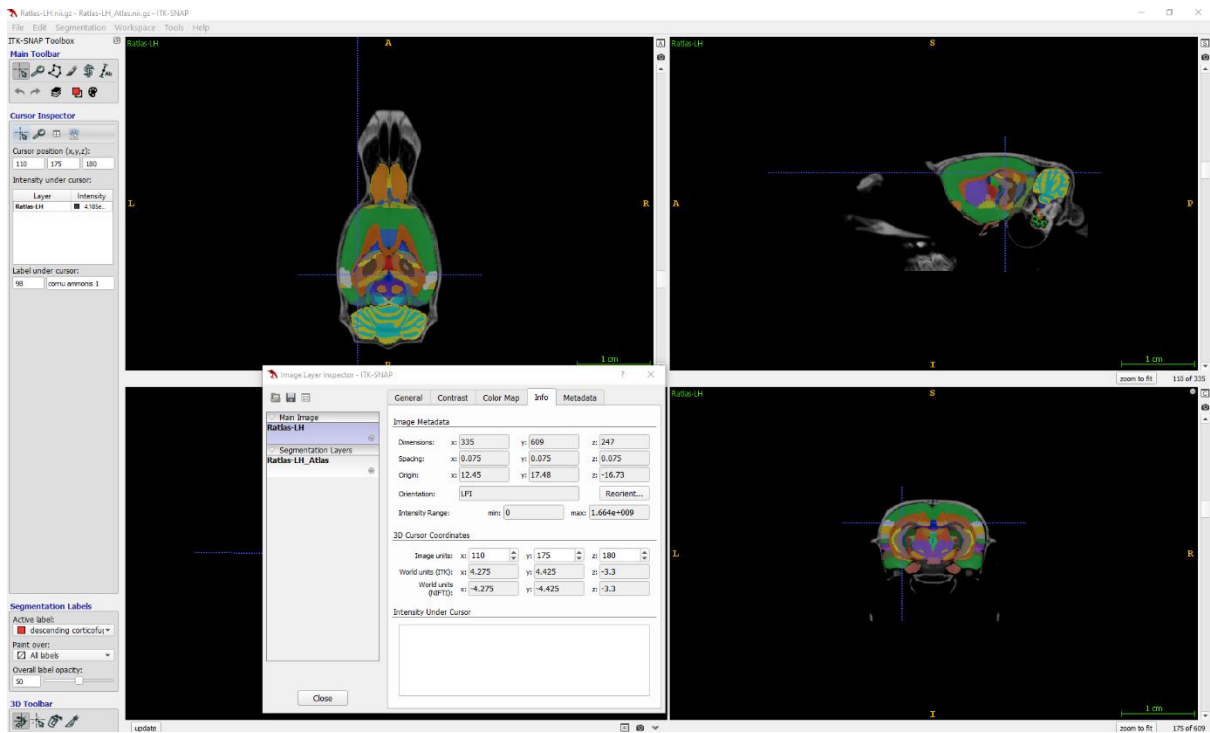 Ratlas-LH.nii.gz - Ratlas-LH_Atlas.nii.gz - ITK-SNAP
File Edit Segmentation Workspace Tools Help
ITK-SNAP Toolbox
Main Toolbar
Cursor Inspector
Cursor position (x,y,z):
110 175 180
Intensity under cursor:
Layer Intensity
Ratlas-LH 4.185e...
Label under cursor:
98 cornu ammonis 1
Segmentation Labels
Active label:
descending corticofu
Paint over:
All labels
Overall label opacity:
50
3D Toolbar
Ratlas-LH
A
L
R
1 cm
A
Ratlas-LH
S
A
P
I
1 cm
zoom to fit 110 of 335
S
Image Layer Inspector - ITK-SNAP
Main Image
Ratlas-LH
Segmentation Layers
Ratlas-LH_Atlas
Close
General Contrast Color Map Info Metadata
Image Metadata
Dimensions: x: 335 y: 609 z: 247
Spacing: x: 0.075 y: 0.075 z: 0.075
Origin: x: 12.45 y: 17.48 z: -16.73
Orientation: LPI Reorient...
Intensity Range: min: 0 max: 1.664e+009
3D Cursor Coordinates
Image units: x: 110 y: 175 z: 180
World units (ITK): x: 4.275 y: 4.425 z: -3.3
World units
(NIFTI): x: -4.275 y: -4.425 z: -3.3
Intensity Under Cursor
update
Ratlas-LH
S
L
R
I
1 cm
zoom to fit 175 of 609
C